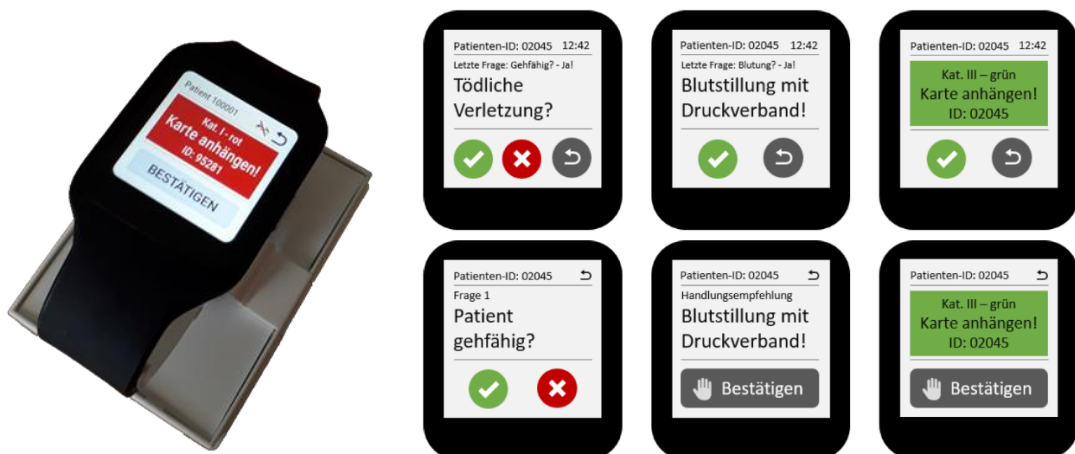 Patient 100001
Kat. I - rot
Karte anhängen!
ID: 95281
BESTÄTIGEN
Patienten-ID: 02045 12:42
Letzte Frage: Gehfähig? - Ja!
Tödliche
Verletzung?
Patienten-ID: 02045 12:42
Letzte Frage: Blutung? - Ja!
Blutstillung mit
Druckverband!
Patienten-ID: 02045 12:42
Kat. III – grün
Karte anhängen!
ID: 02045
Patienten-ID: 02045
Frage 1
Patient
gehfähig?
Patienten-ID: 02045
Handlungsempfehlung
Blutstillung mit
Druckverband!
Bestätigen
Patienten-ID: 02045
Kat. III – grün
Karte anhängen!
ID: 02045
Bestätigen